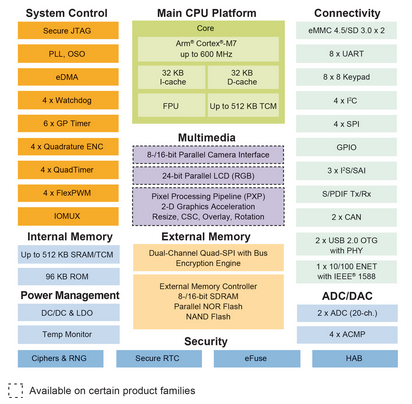 System Control
Secure JTAG
PLL, OSO
eDMA
4 x Watchdog
6 x GP Timer
4 x Quadrature ENC
4 x QuadTimer
4 x FlexPWM
IOMUX
Internal Memory
Up to 512 KB SRAM/TCM
96 KB ROM
Power Management
DC/DC & LDO
Temp Monitor
Main CPU Platform
Core
Arm® Cortex®-M7
up to 600 MHz
32 KB
I-cache
32 KB
D-cache
FPU
Up to 512 KB TCM
Multimedia
8-/16-bit Parallel Camera Interface
24-bit Parallel LCD (RGB)
Pixel Processing Pipeline (PXP)
2-D Graphics Acceleration
Resize, CSC, Overlay, Rotation
External Memory
Dual-Channel Quad-SPI with Bus
Encryption Engine
External Memory Controller
8-/16-bit SDRAM
Parallel NOR Flash
NAND Flash
Connectivity
eMMC 4.5/SD 3.0 x 2
8 x UART
8 x 8 Keypad
4 x I²C
4 x SPI
GPIO
3 x I²S/SAI
S/PDIF Tx/Rx
2 x CAN
2 x USB 2.0 OTG
with PHY
1 x 10/100 ENET
with IEEE® 1588
ADC/DAC
2 x ADC (20-ch.)
4 x ACMP
Security
Ciphers & RNG
Secure RTC
eFuse
HAB
Available on certain product families